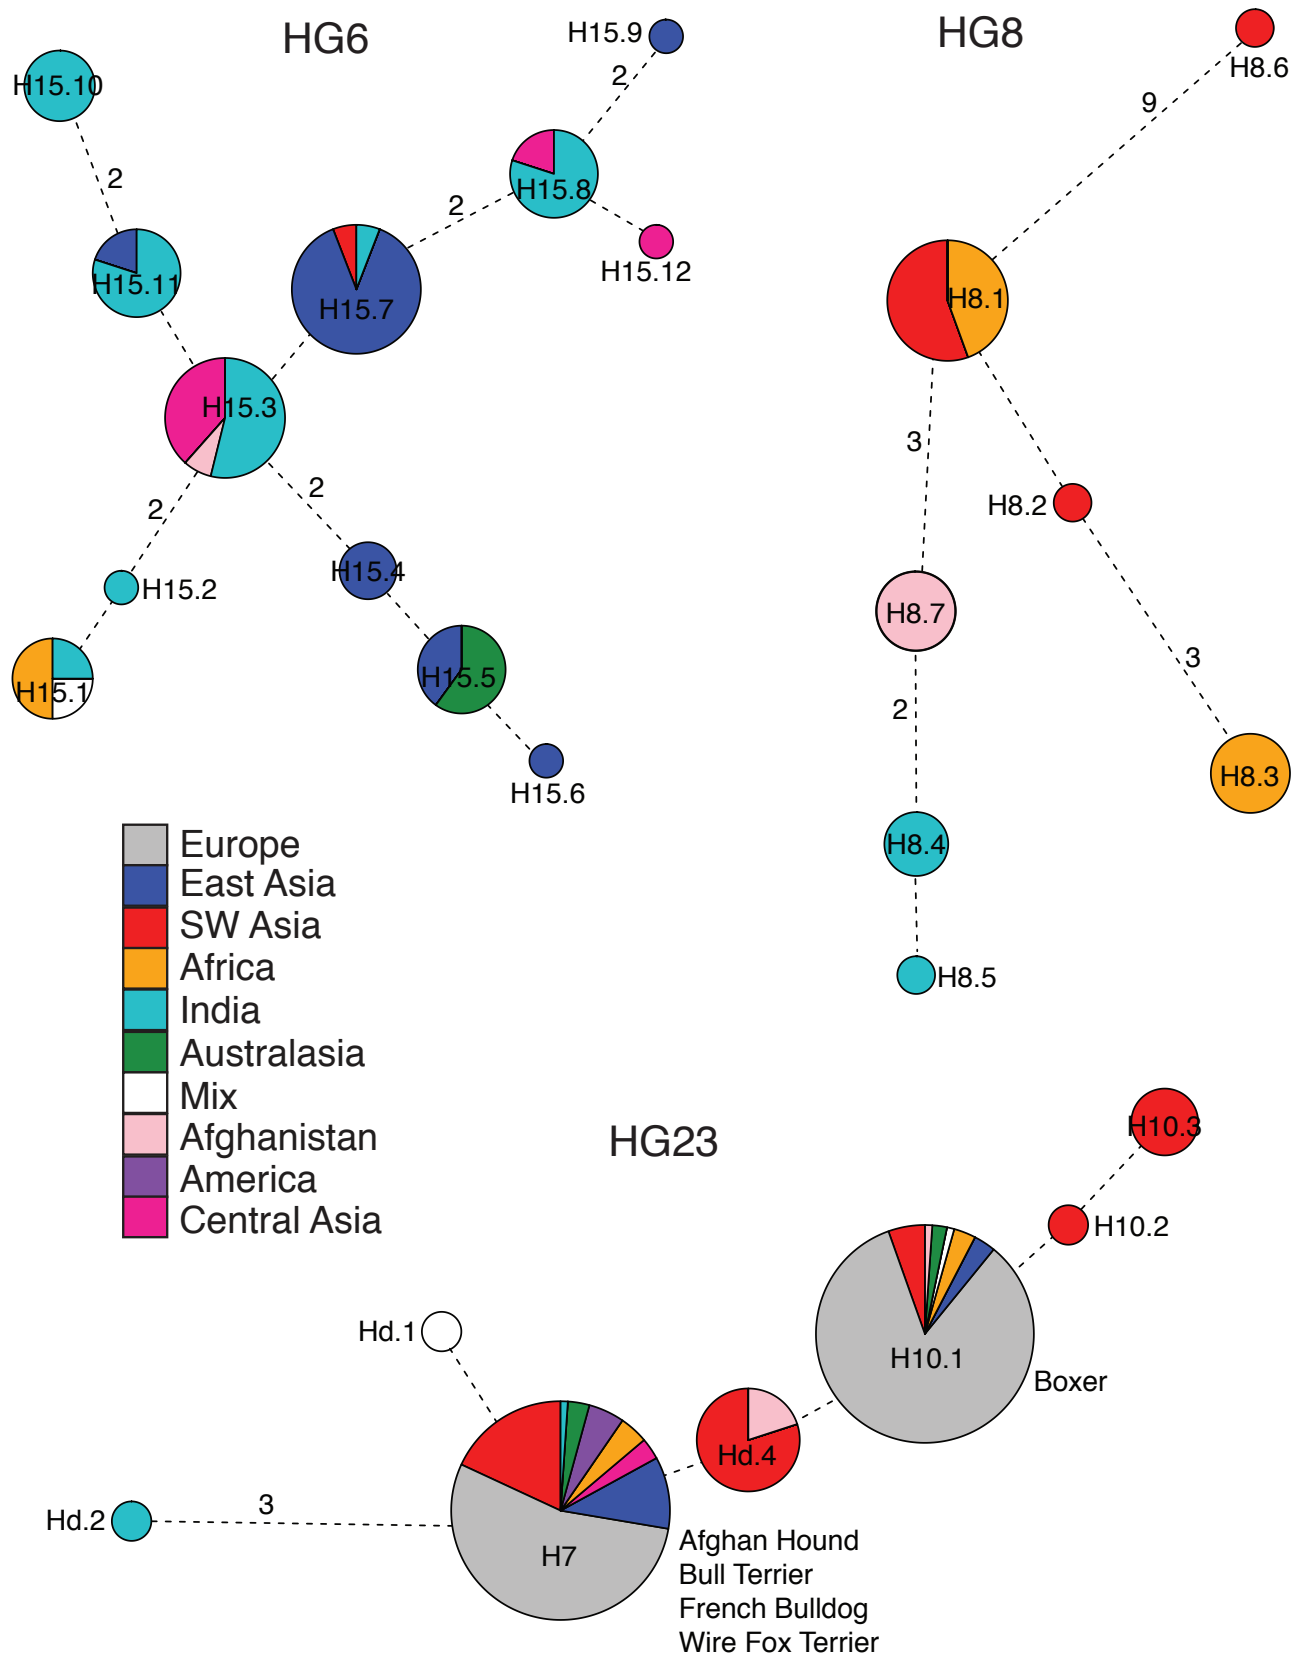 HG6
HG8
H15.9
H8.6
H15.10
2
9
2
H15.8
2
H15.12
H15.11
H15.7
H8.1
H15.3
3
2
2
H8.2
H15.4
H15.2
H8.7
H15.1
H15.5
3
2
H15.6
H8.3
H8.4
H8.5
Europe
East Asia
SW Asia
Africa
India
Australasia
Mix
Afghanistan
America
Central Asia
HG23
H10.3
H10.2
H10.1
Boxer
Hd.1
Hd.4
Hd.2
3
H7
Afghan Hound
Bull Terrier
French Bulldog
Wire Fox Terrier